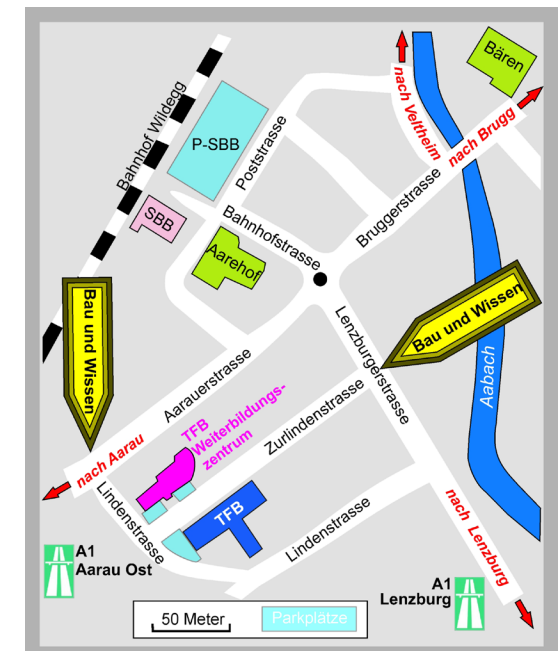 Bären
nach Veltheim
nach Brugg
Bahnhof Wildegg
P-SBB
Poststrasse
SBB
Bahnhofstrasse
Bruggerstrasse
Aarehof
Bau und Wissen
Bau und Wissen
Aabach
Lenzburgerstrasse
Aarauerstrasse
TFB
Weiterbildungs-
zentrum
Zurlindenstrasse
nach Aarau
Lindenstrasse
TFB
Lindenstrasse
nach Lenzburg
A1
Aarau Ost
A1
Lenzburg
50 Meter
Parkplätze